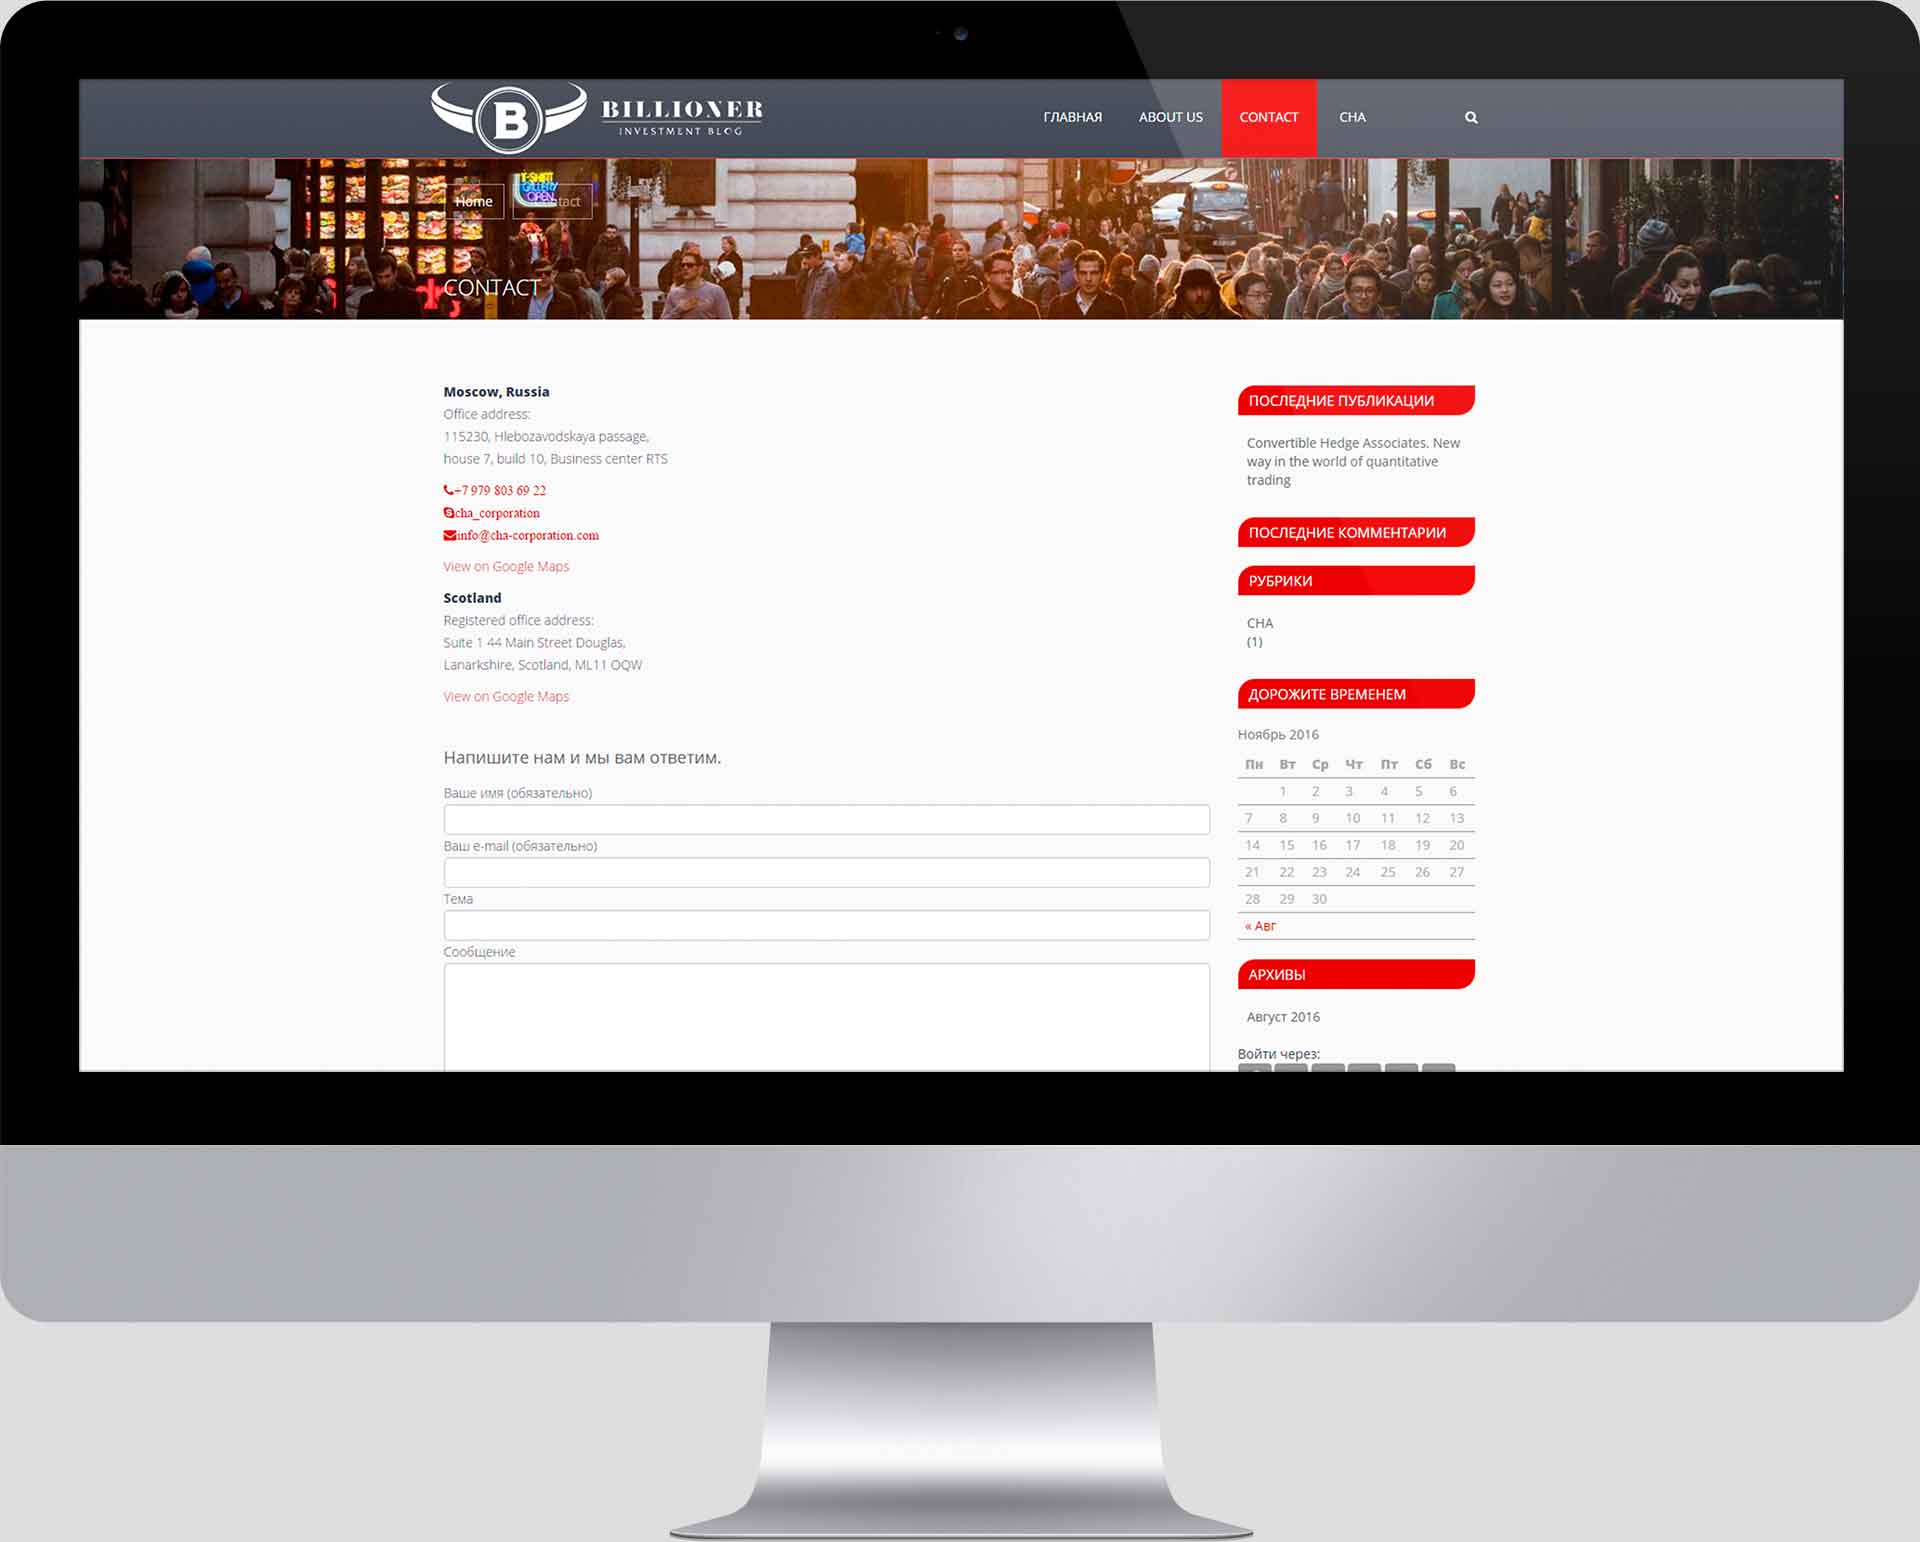 BILLIONER
INVESTMENT BLOG
ГЛАВНАЯ
ABOUT US
CONTACT
CHA
T-SHIRT
GALLERY
OPEN
Home
Contact
CONTACT
Moscow, Russia
Office address:
115230, Hlebozavodskaya passage,
house 7, build 10, Business center RTS
+7 979 803 69 22
cha_corporation
info@cha-corporation.com
View on Google Maps
Scotland
Registered office address:
Suite 1 44 Main Street Douglas,
Lanarkshire, Scotland, ML11 OQW
View on Google Maps
Напишите нам и мы вам ответим.
Ваше имя (обязательно)
Ваш e-mail (обязательно)
Тема
Сообщение
ПОСЛЕДНИЕ ПУБЛИКАЦИИ
Convertible Hedge Associates. New
way in the world of quantitative
trading
ПОСЛЕДНИЕ КОММЕНТАРИИ
РУБРИКИ
CHA
(1)
ДОРОЖИТЕ ВРЕМЕНЕМ
Ноябрь 2016
Пн Вт Ср Чт Пт Сб Вс
1 2 3 4 5 6
7 8 9 10 11 12 13
14 15 16 17 18 19 20
21 22 23 24 25 26 27
28 29 30
« Авг
АРХИВЫ
Август 2016
Войти через: